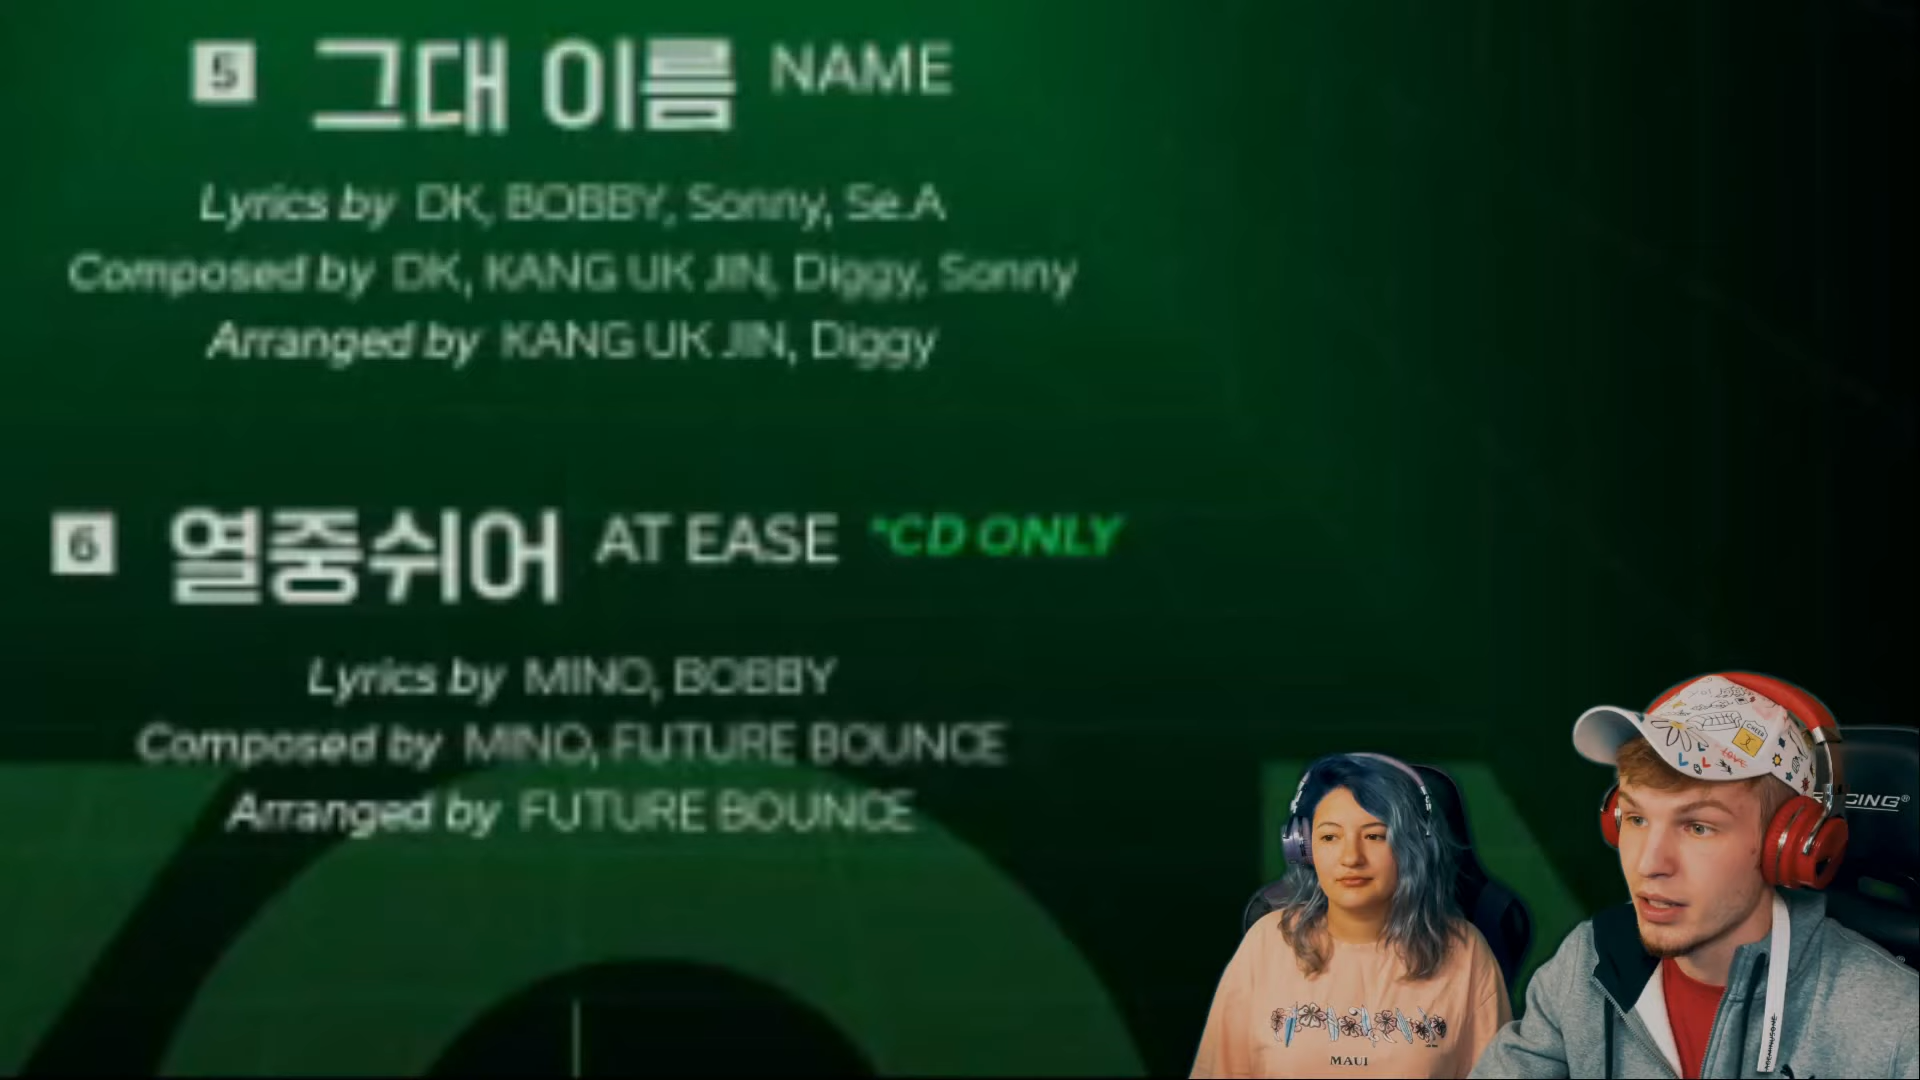 5 그대 이름 NAME
Lyrics by DK, BOBBY, Sonny, Se.A
Composed by DK, KANG UK JIN, Diggy, Sonny
Arranged by KANG UK JIN, Diggy
6 열중쉬어 AT EASE *CD ONLY
Lyrics by MINO, BOBBY
Composed by MINO, FUTURE BOUNCE
Arranged by FUTURE BOUNCE
CING®
MAUI